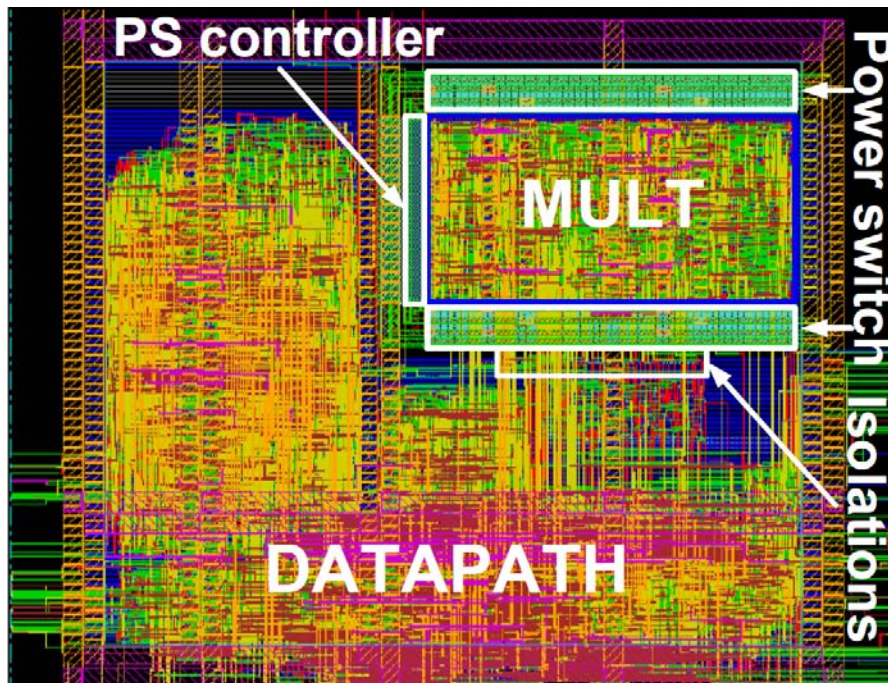 PS controller
Power switch
MULT
Isolations
DATAPATH